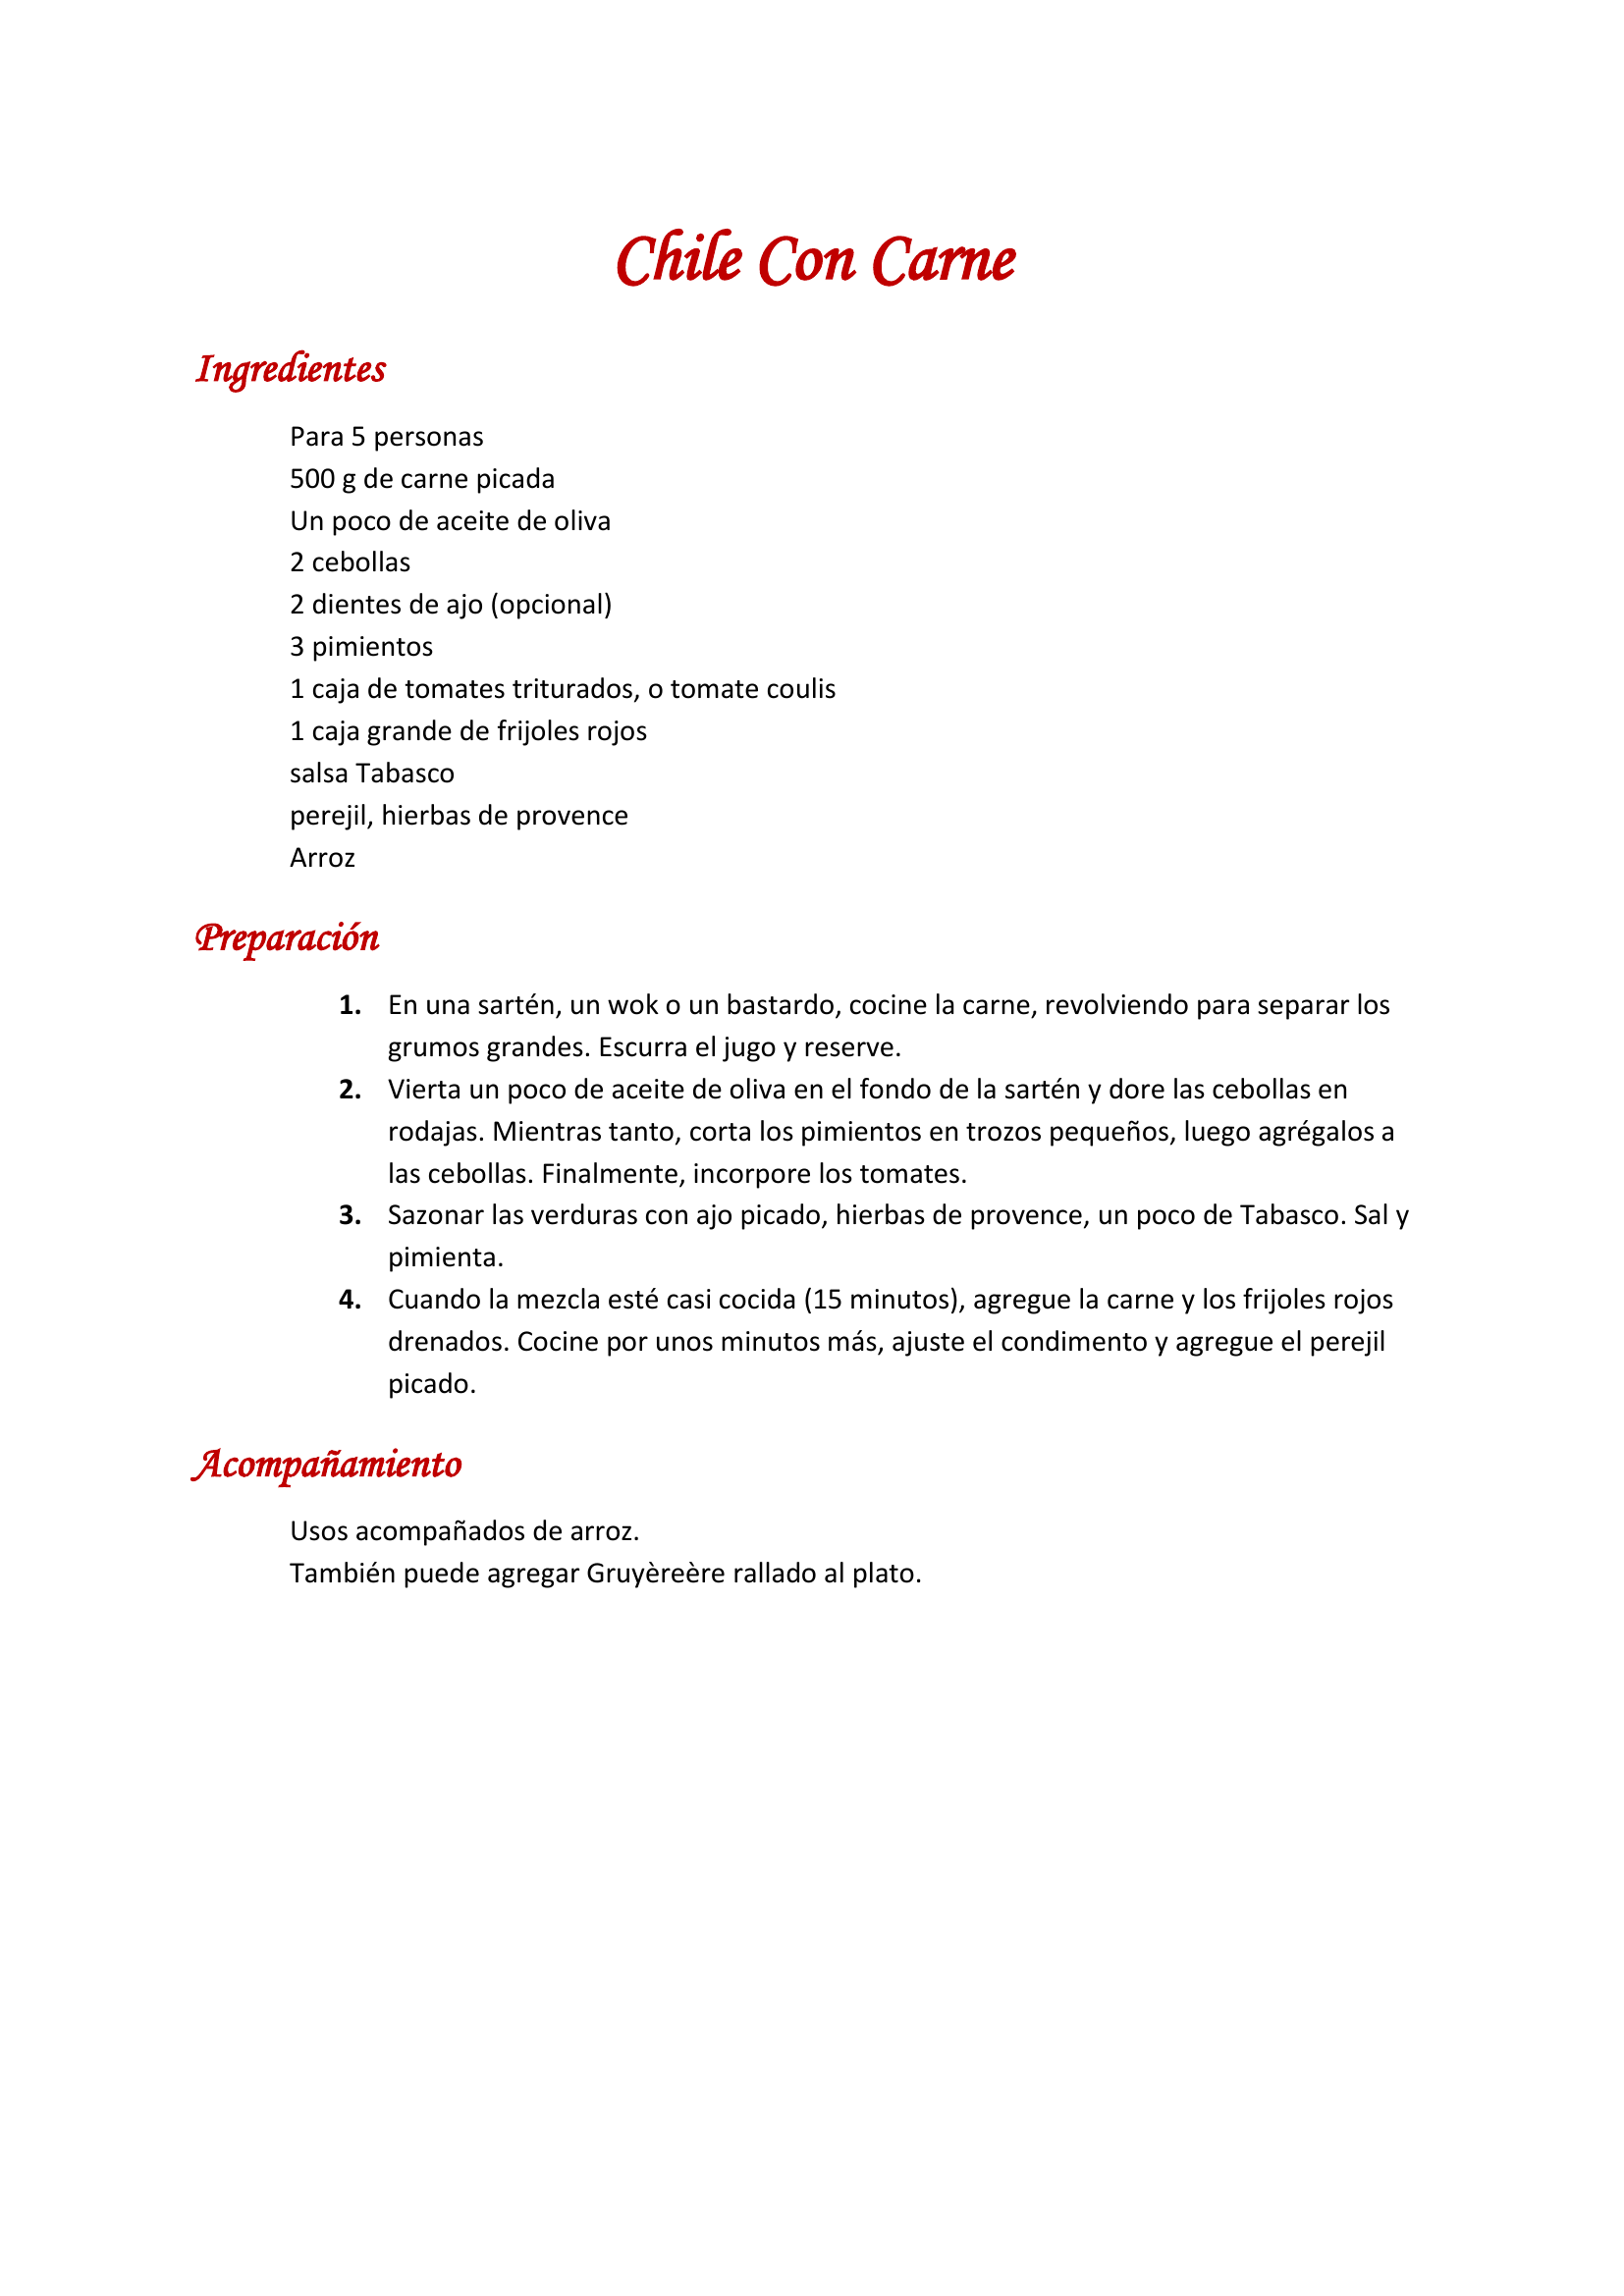 Chile Con Carne
Ingredientes
Para 5 personas
500 g de carne picada
Un poco de aceite de oliva
2 cebollas
2 dientes de ajo (opcional)
3 pimientos
1 caja de tomates triturados, o tomate coulis
1 caja grande de frijoles rojos
salsa Tabasco
perejil, hierbas de provence
Arroz
Preparación
1. En una sartén, un wok o un bastardo, cocine la carne, revolviendo para separar los
grumos grandes. Escurra el jugo y reserve.
2. Vierta un poco de aceite de oliva en el fondo de la sartén y dore las cebollas en
rodajas. Mientras tanto, corta los pimientos en trozos pequeños, luego agrégalos a
las cebollas. Finalmente, incorpore los tomates.
3. Sazonar las verduras con ajo picado, hierbas de provence, un poco de Tabasco. Sal y
pimienta.
4. Cuando la mezcla esté casi cocida (15 minutos), agregue la carne y los frijoles rojos
drenados. Cocine por unos minutos más, ajuste el condimento y agregue el perejil
picado.
Acompañamiento
Usos acompañados de arroz.
También puede agregar Gruyèreère rallado al plato.